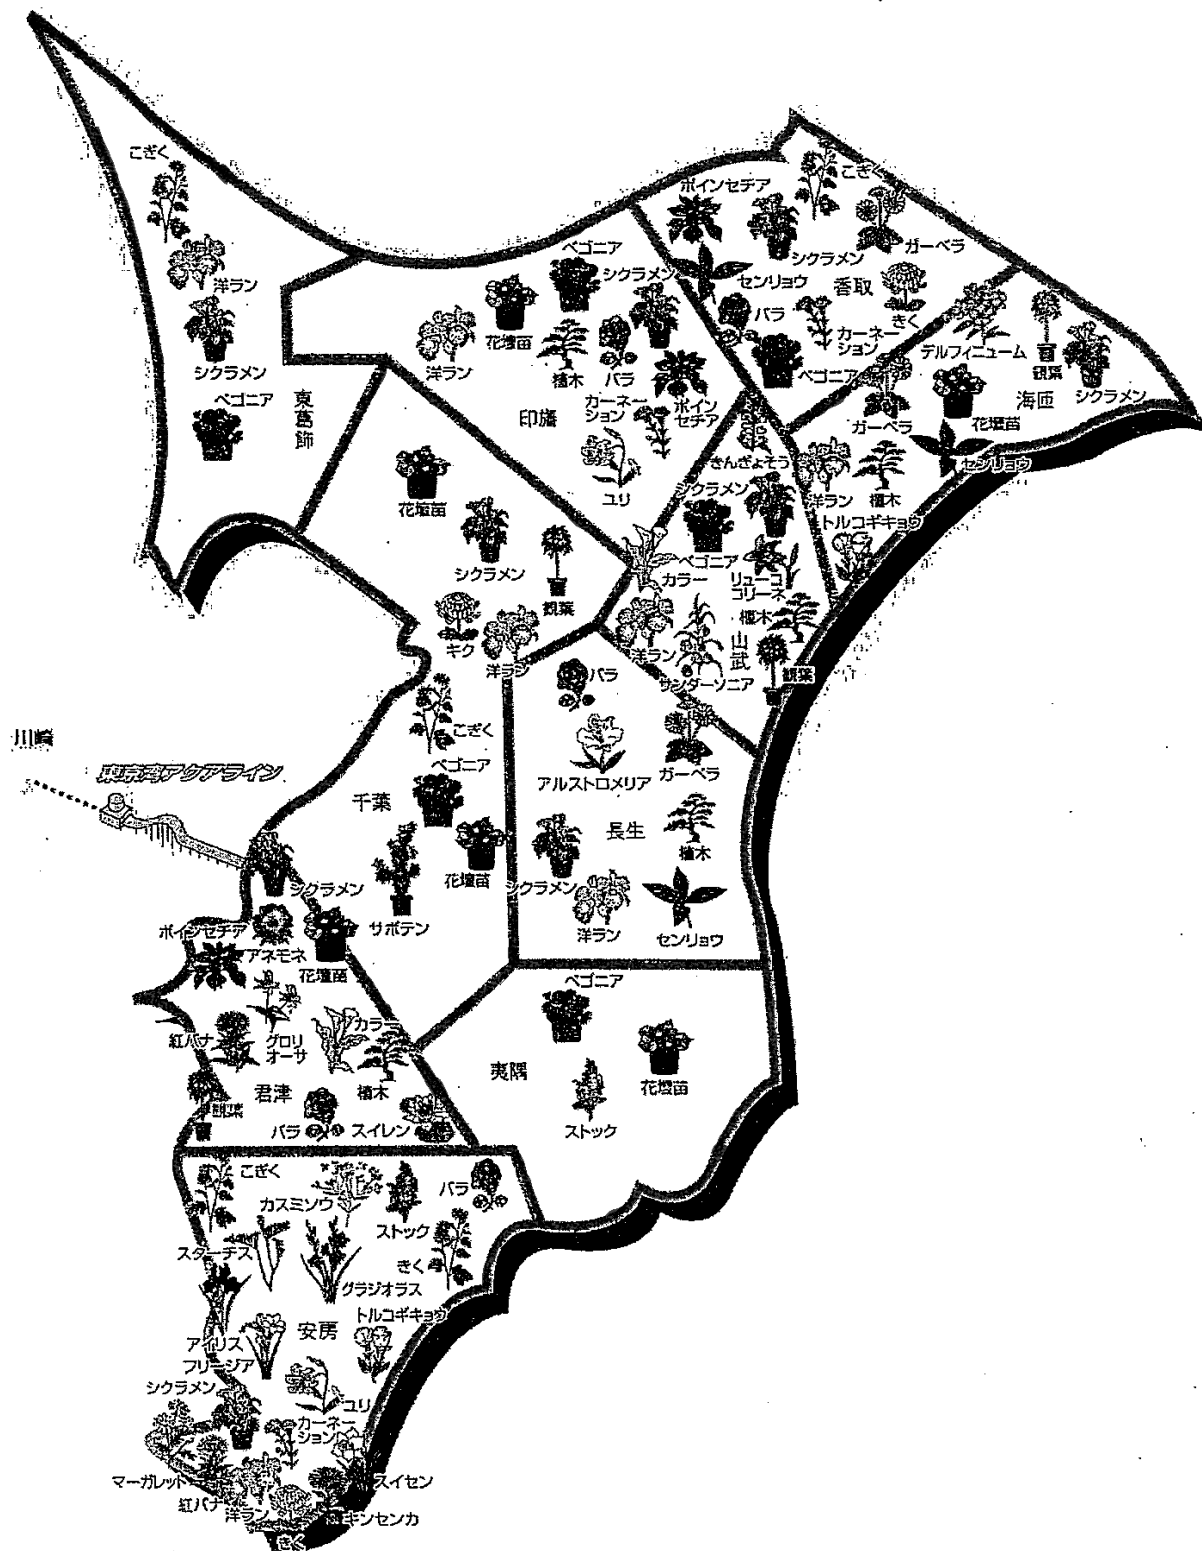 こぎく
洋ラン
シクラメン
ベゴニア
東葛飾
ベゴニア
シクラメン
花壇苗
洋ラン
植木
バラ
カーネー
ション
ポイン
セチア
印旛
ユリ
こぎく
ポインセチア
ガーベラ
シクラメン
センリョウ
香取
きく
バラ
カーネー
ション
ベゴニア
デルフィニューム
観葉
シクラメン
海匝
花壇苗
ガーベラ
センリョウ
洋ラン
植木
トルコギキョウ
きんぎょそう
シクラメン
ベゴニア
カラー
リューコ
コリーネ
植木
山武
洋ラン
サンダーソニア
観葉
花壇苗
シクラメン
観葉
キク
洋ラン
こぎく
ベゴニア
千葉
花壇苗
サボテン
バラ
アルストロメリア
ガーベラ
長生
植木
シクラメン
洋ラン
センリョウ
川崎
東京湾アクアライン
シクラメン
ポインセチア
アネモネ
花壇苗
紅バナ
グロリ
オーサ
カラー
君津
植木
観葉
バラ
スイレン
ベゴニア
夷隅
花壇苗
ストック
こぎく
カスミソウ
ストック
バラ
スターチス
きく
グラジオラス
トルコギキョウ
安房
アイリス
フリージア
シクラメン
ユリ
カーネー
ション
マーガレット
スイセン
紅バナ
洋ラン
キンセンカ
きく